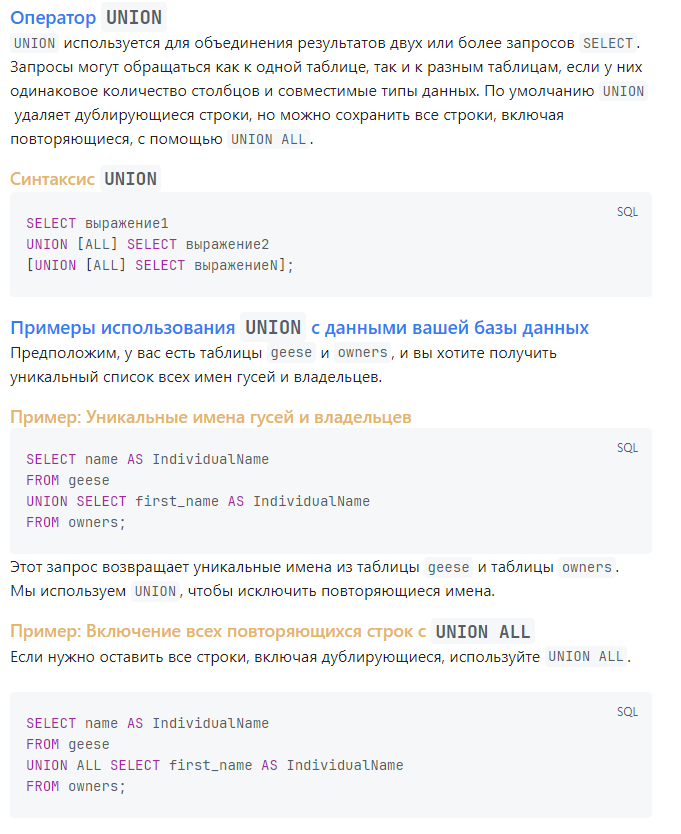 Оператор UNION
UNION используется для объединения результатов двух или более запросов SELECT.
Запросы могут обращаться как к одной таблице, так и к разным таблицам, если у них
одинаковое количество столбцов и совместимые типы данных. По умолчанию UNION
удаляет дублирующиеся строки, но можно сохранить все строки, включая
повторяющиеся, с помощью UNION ALL.
Синтаксис UNION
SQL
SELECT выражение1
UNION [ALL] SELECT выражение2
[UNION [ALL] SELECT выражениеN];
Примеры использования UNION с данными вашей базы данных
Предположим, у вас есть таблицы geese и owners, и вы хотите получить
уникальный список всех имен гусей и владельцев.
Пример: Уникальные имена гусей и владельцев
SQL
SELECT name AS IndividualName
FROM geese
UNION SELECT first_name AS IndividualName
FROM owners;
Этот запрос возвращает уникальные имена из таблицы geese и таблицы owners.
Мы используем UNION, чтобы исключить повторяющиеся имена.
Пример: Включение всех повторяющихся строк с UNION ALL
Если нужно оставить все строки, включая дублирующиеся, используйте UNION ALL.
SQL
SELECT name AS IndividualName
FROM geese
UNION ALL SELECT first_name AS IndividualName
FROM owners;